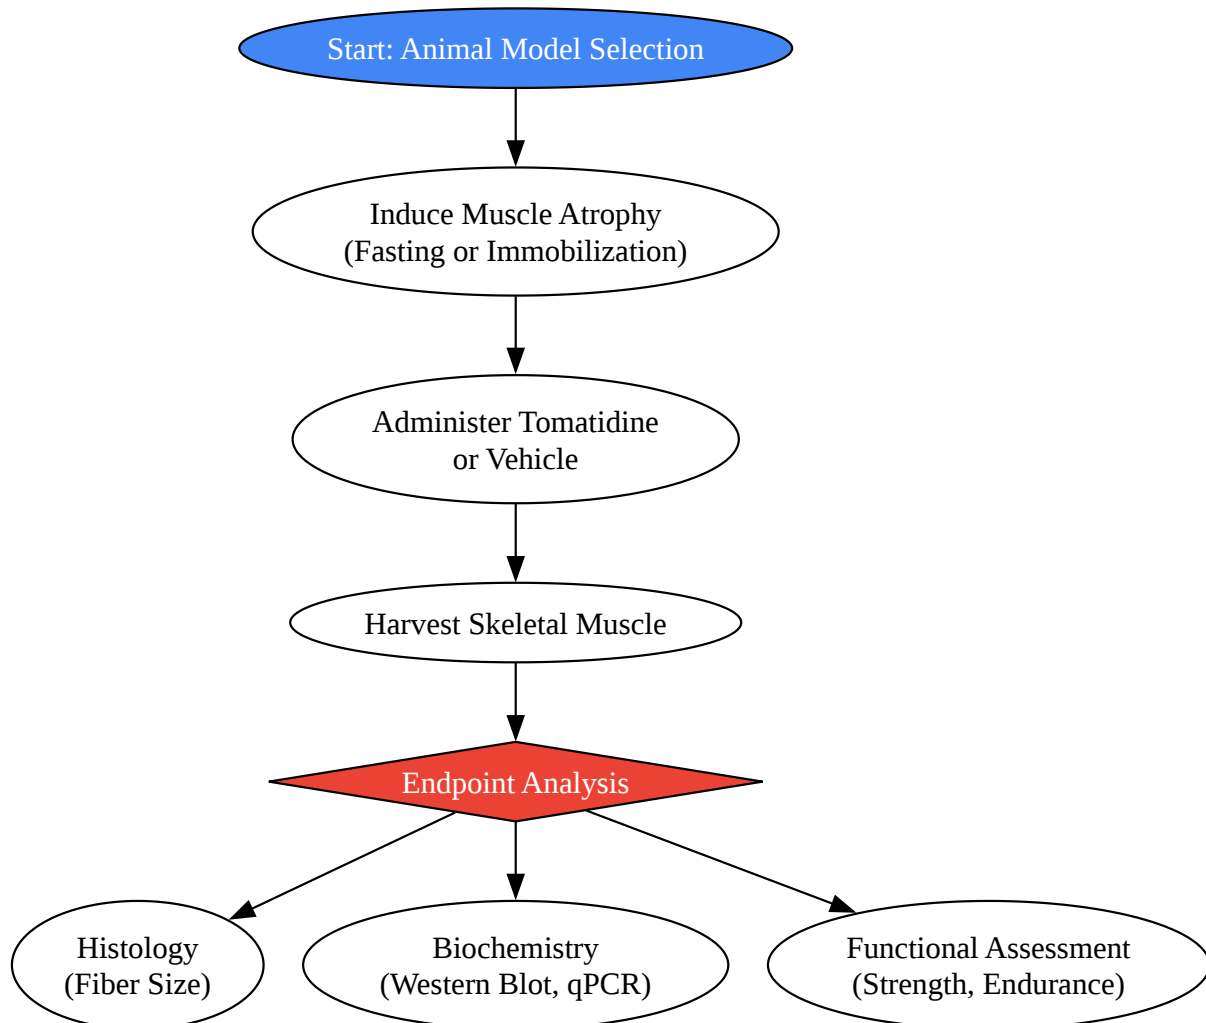 Start: Animal Model Selection
Induce Muscle Atrophy
(Fasting or Immobilization)
Administer Tomatidine
or Vehicle
Harvest Skeletal Muscle
Endpoint Analysis
Histology
(Fiber Size)
Biochemistry
(Western Blot, qPCR)
Functional Assessment
(Strength, Endurance)